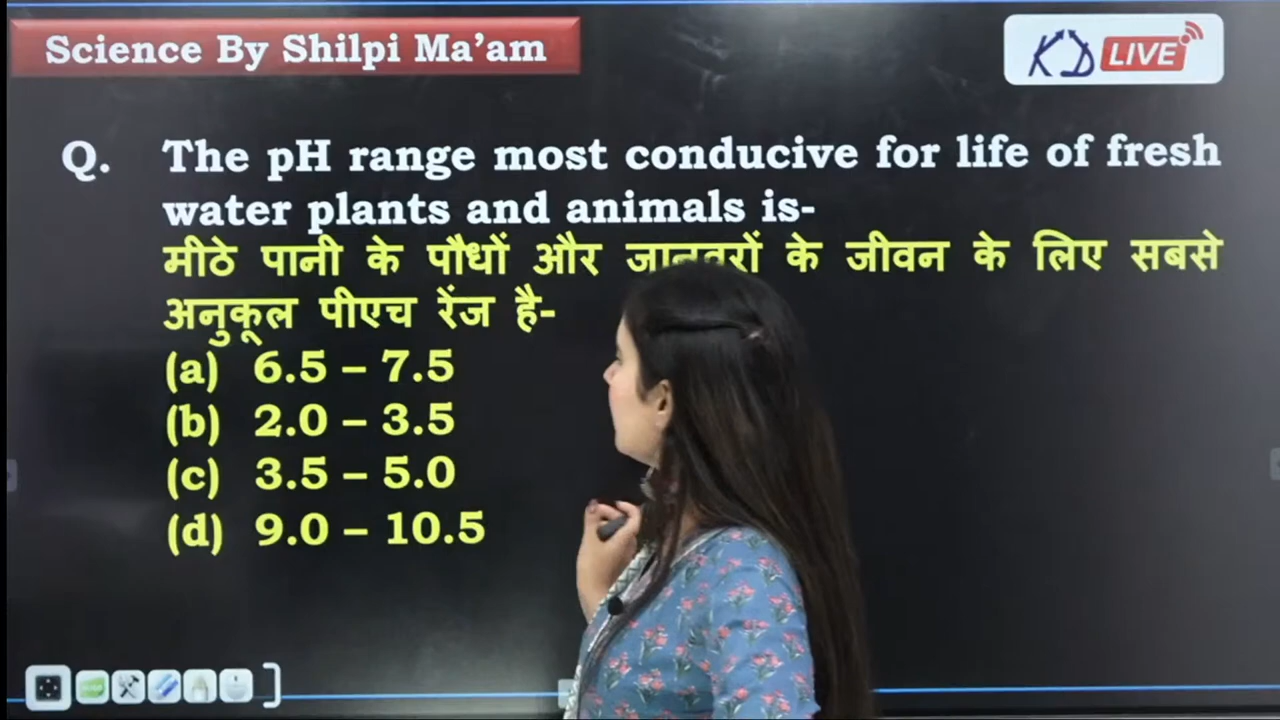 Science By Shilpi Ma'am
KD LIVE
Q. The pH range most conducive for life of fresh
water plants and animals is-
मीठे पानी के पौधों और जानवरों के जीवन के लिए सबसे
अनुकूल पीएच रेंज है-
(a) 6.5 – 7.5
(b) 2.0 – 3.5
(c) 3.5 – 5.0
(d) 9.0 – 10.5